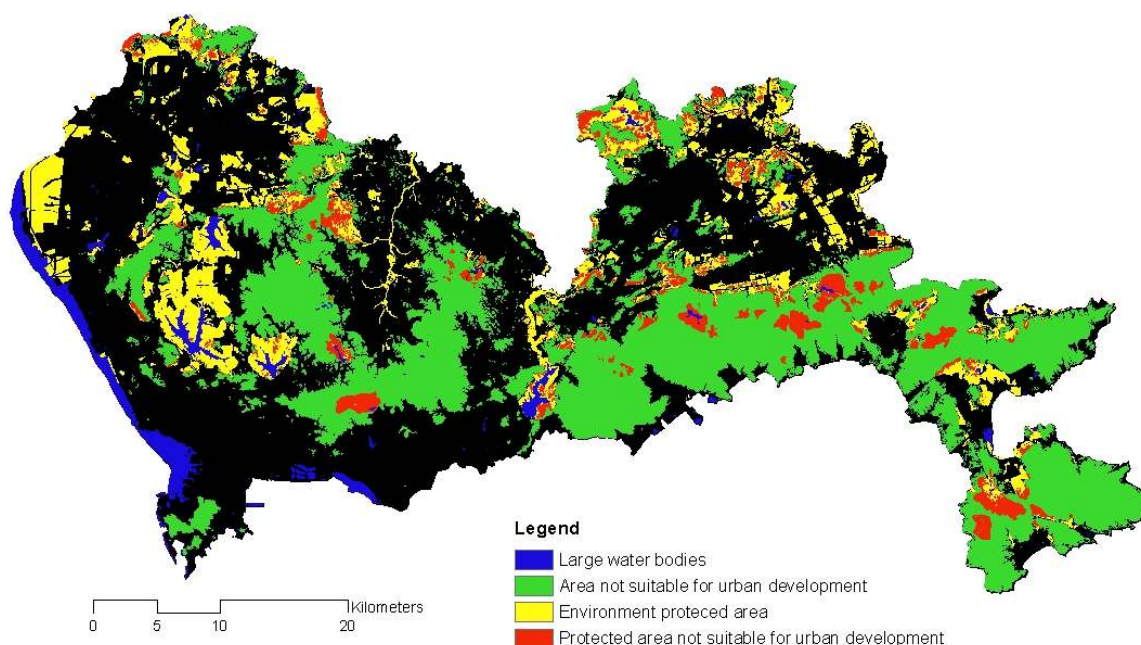 Legend
Large water bodies
Area not suitable for urban development
Environment proteced area
Protected area not suitable for urban development
Kilometers
0 5 10 20